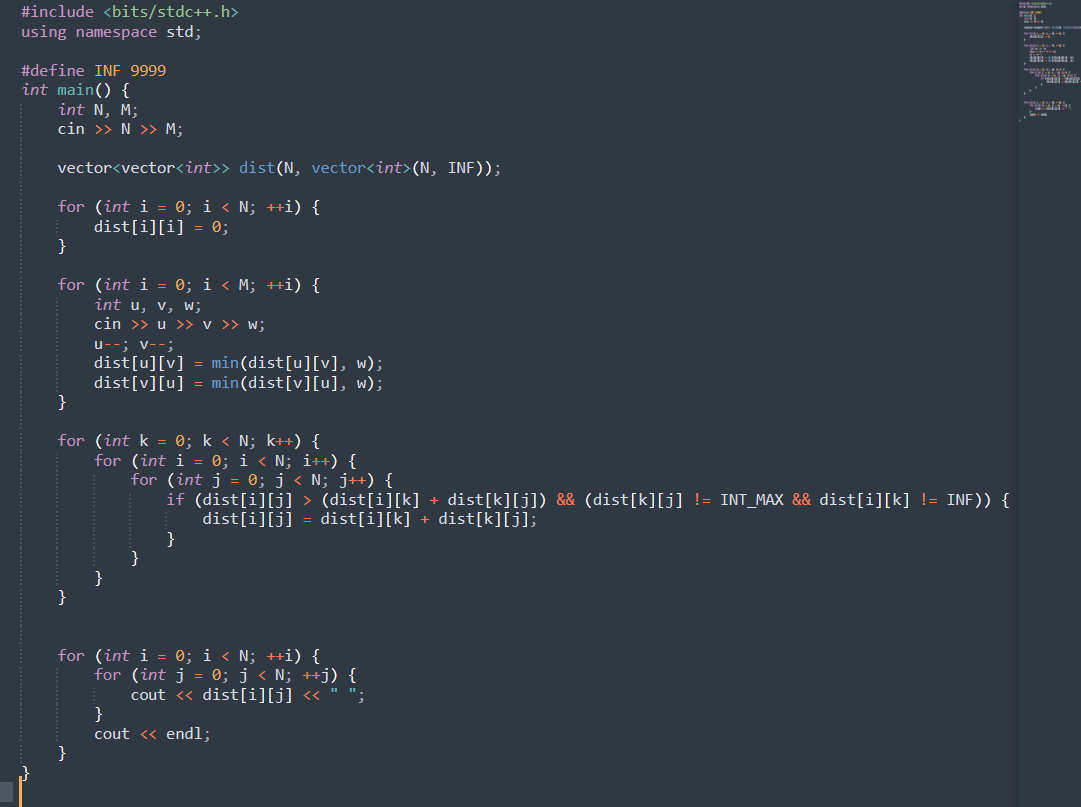 #include <bits/stdc++.h>
using namespace std;

#define INF 9999
int main() {
    int N, M;
    cin >> N >> M;

    vector<vector<int>> dist(N, vector<int>(N, INF));

    for (int i = 0; i < N; ++i) {
        dist[i][i] = 0;
    }

    for (int i = 0; i < M; ++i) {
        int u, v, w;
        cin >> u >> v >> w;
        u--; v--;
        dist[u][v] = min(dist[u][v], w);
        dist[v][u] = min(dist[v][u], w);
    }

    for (int k = 0; k < N; k++) {
        for (int i = 0; i < N; i++) {
            for (int j = 0; j < N; j++) {
                if (dist[i][j] > (dist[i][k] + dist[k][j]) && (dist[k][j] != INT_MAX && dist[i][k] != INF)) {
                    dist[i][j] = dist[i][k] + dist[k][j];
                }
            }
        }
    }


    for (int i = 0; i < N; ++i) {
        for (int j = 0; j < N; ++j) {
            cout << dist[i][j] << " ";
        }
        cout << endl;
    }
}